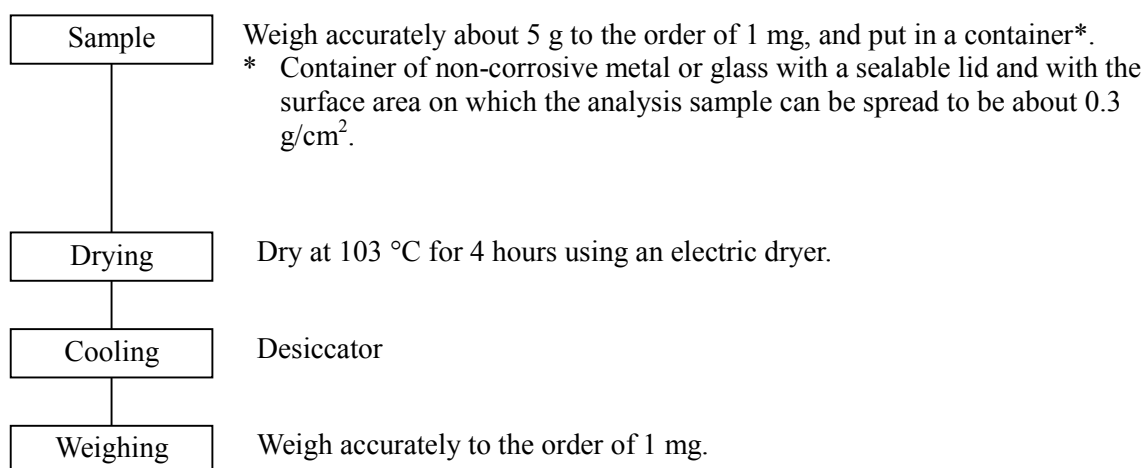 Sample
Weigh accurately about 5 g to the order of 1 mg, and put in a container*.
* Container of non-corrosive metal or glass with a sealable lid and with the
surface area on which the analysis sample can be spread to be about 0.3
g/cm².
Drying
Dry at 103 °C for 4 hours using an electric dryer.
Cooling
Desiccator
Weighing
Weigh accurately to the order of 1 mg.